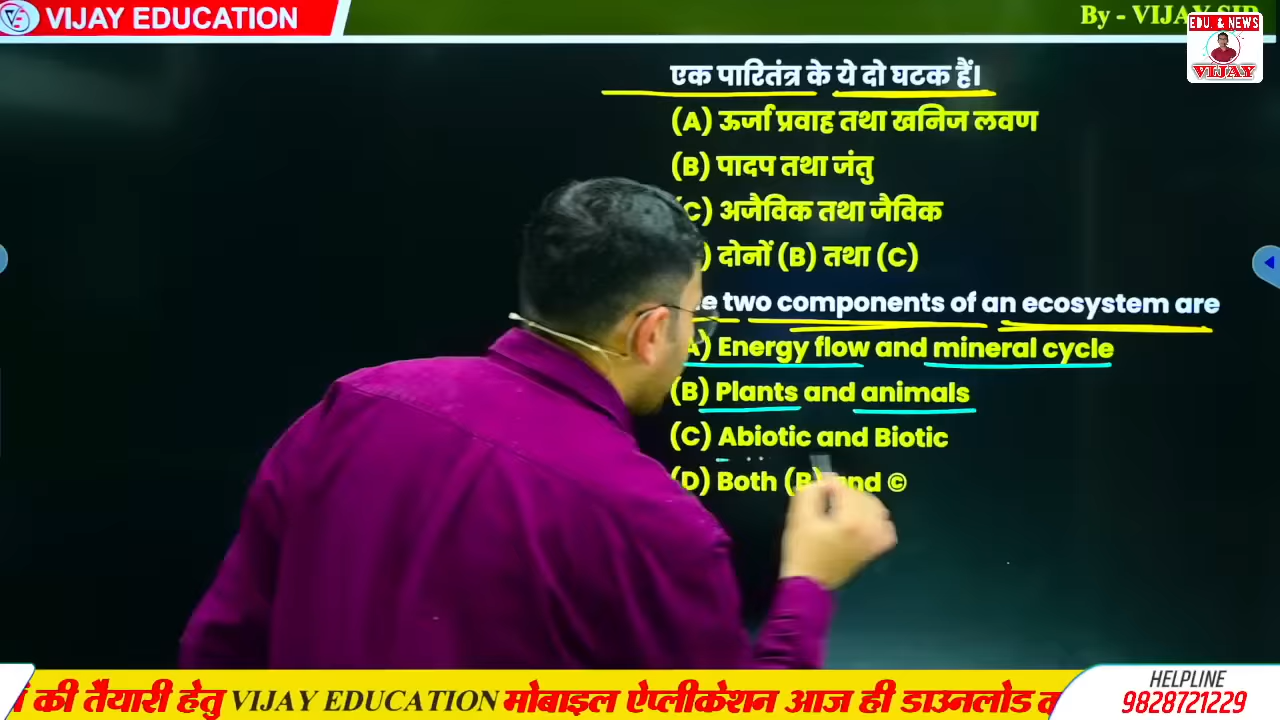 VIJAY EDUCATION
By - VIJAY SIR
EDU. & NEWS
VIJAY
एक पारितंत्र के ये दो घटक हैं।
(A) ऊर्जा प्रवाह तथा खनिज लवण
(B) पादप तथा जंतु
C) अजैविक तथा जैविक
) दोनों (B) तथा (C)
two components of an ecosystem are
A) Energy flow and mineral cycle
(B) Plants and animals
(C) Abiotic and Biotic
(D) Both (B) and ©
की तैयारी हेतु VIJAY EDUCATION मोबाइल ऐप्लीकेशन आज ही डाउनलोड
HELPLINE
9828721229